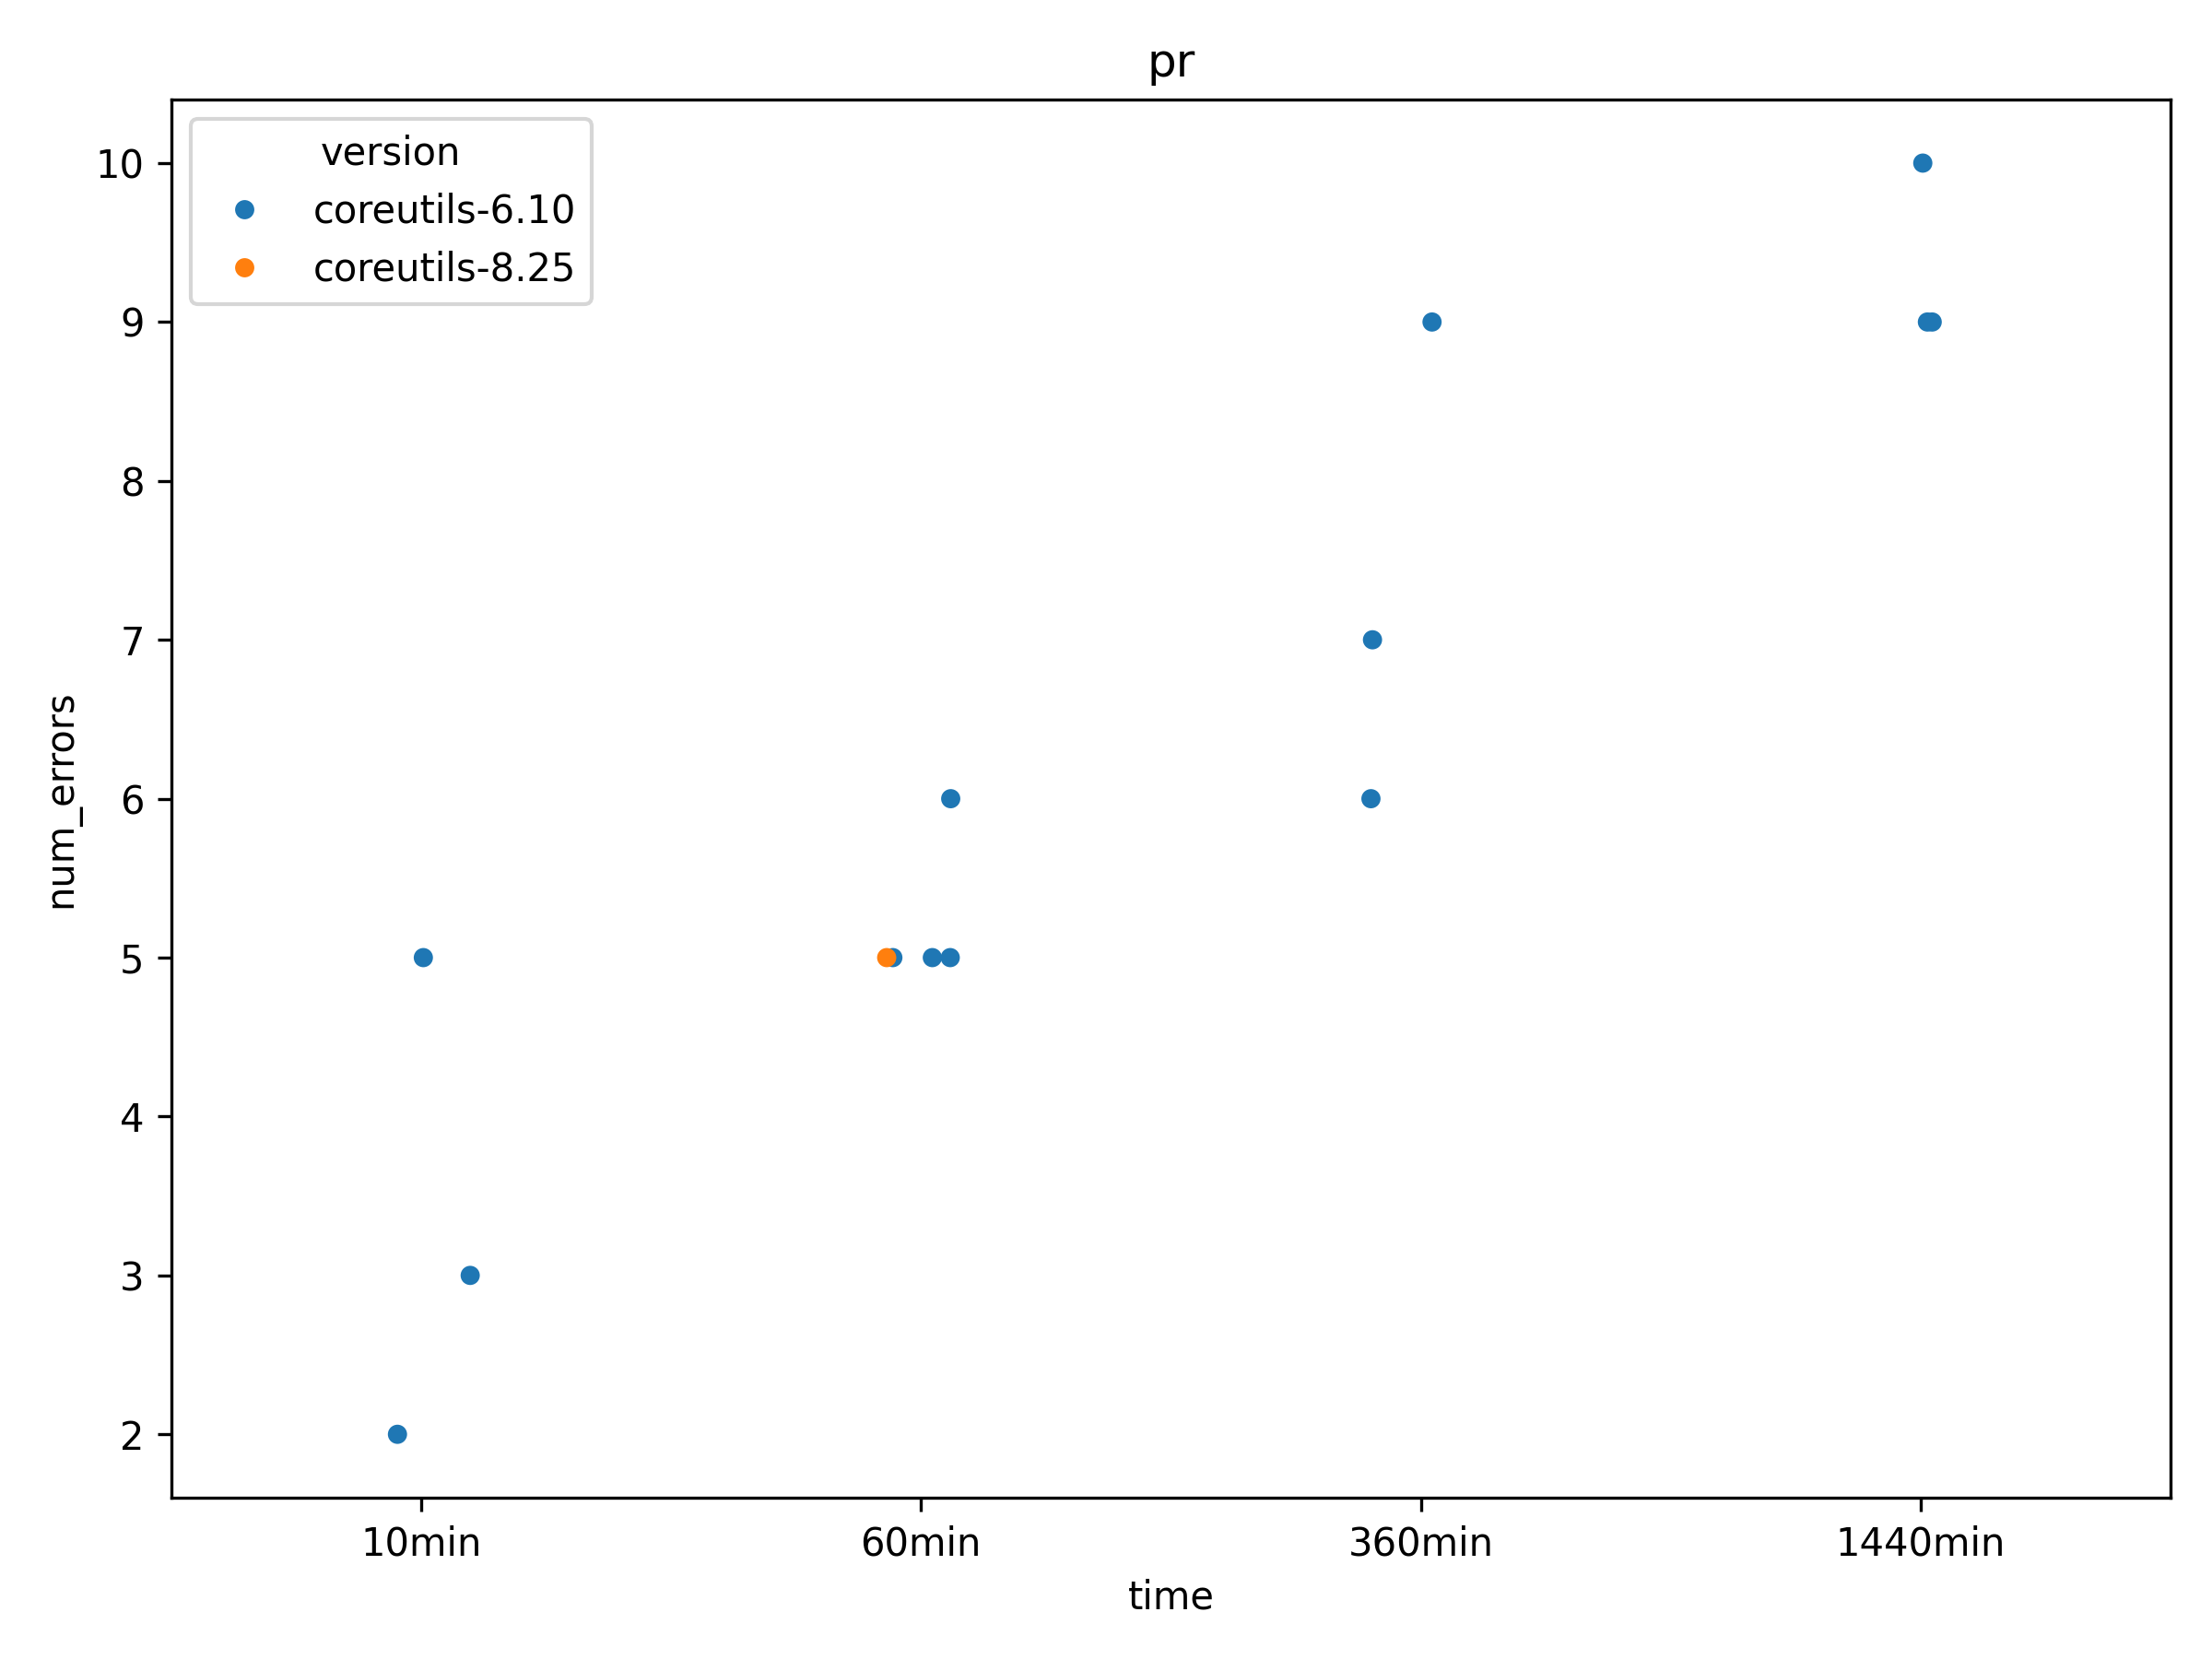 pr
version
coreutils-6.10
coreutils-8.25
10
9
8
7
6
5
4
3
2
num_errors
10min
60min
360min
1440min
time